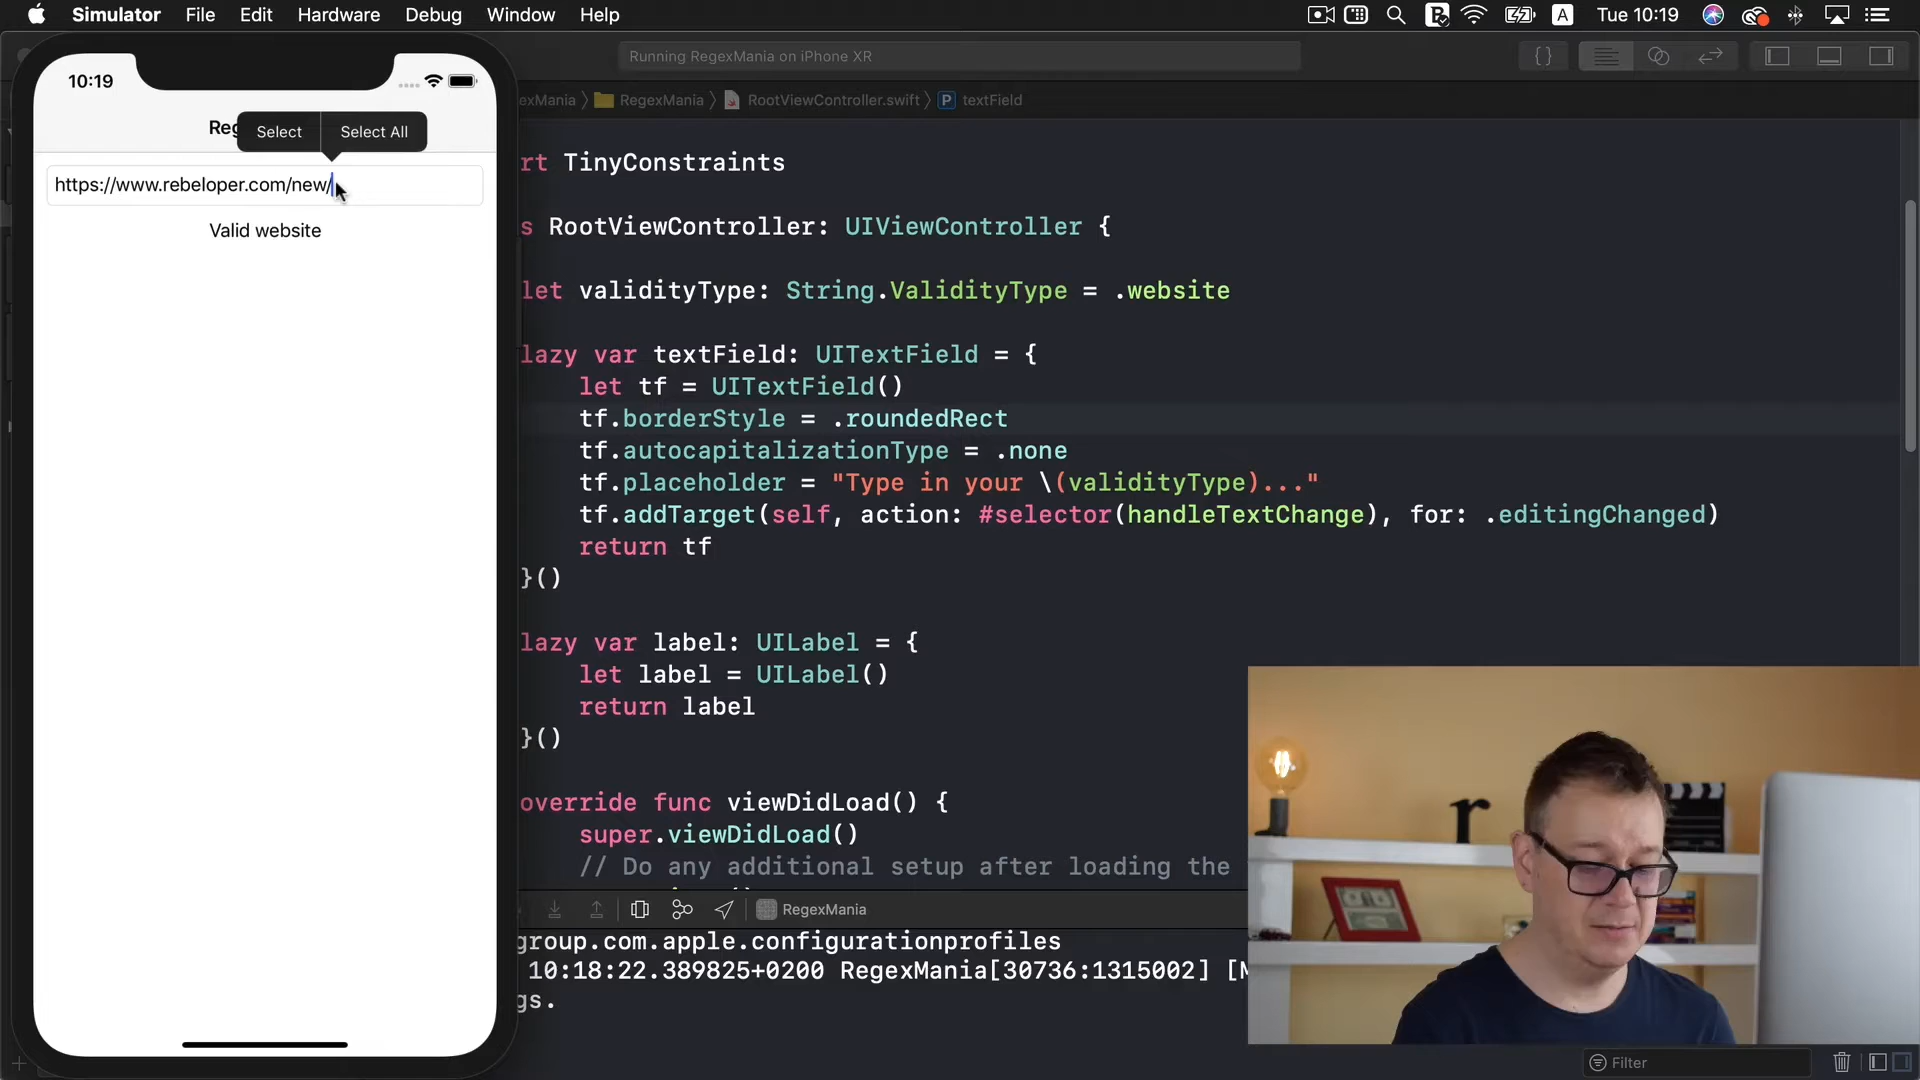 Simulator File Edit Hardware Debug Window Help A Tue 10:19
Running RegexMania on iPhone XR
10:19
exMania RegexMania RootViewController.swift P textField
Reg
Select Select All
https://www.rebeloper.com/new/
Valid website
rt TinyConstraints
s RootViewController: UIViewController {
let validityType: String.ValidityType = .website
lazy var textField: UITextField = {
let tf = UITextField()
tf.borderStyle = .roundedRect
tf.autocapitalizationType = .none
tf.placeholder = "Type in your \(validityType)..."
tf.addTarget(self, action: #selector(handleTextChange), for: .editingChanged)
return tf
}()
lazy var label: UILabel = {
let label = UILabel()
return label
}()
override func viewDidLoad() {
super.viewDidLoad()
// Do any additional setup after loading the
RegexMania
group.com.apple.configurationprofiles
10:18:22.389825+0200 RegexMania[30736:1315002] [M
gs.
r
Filter